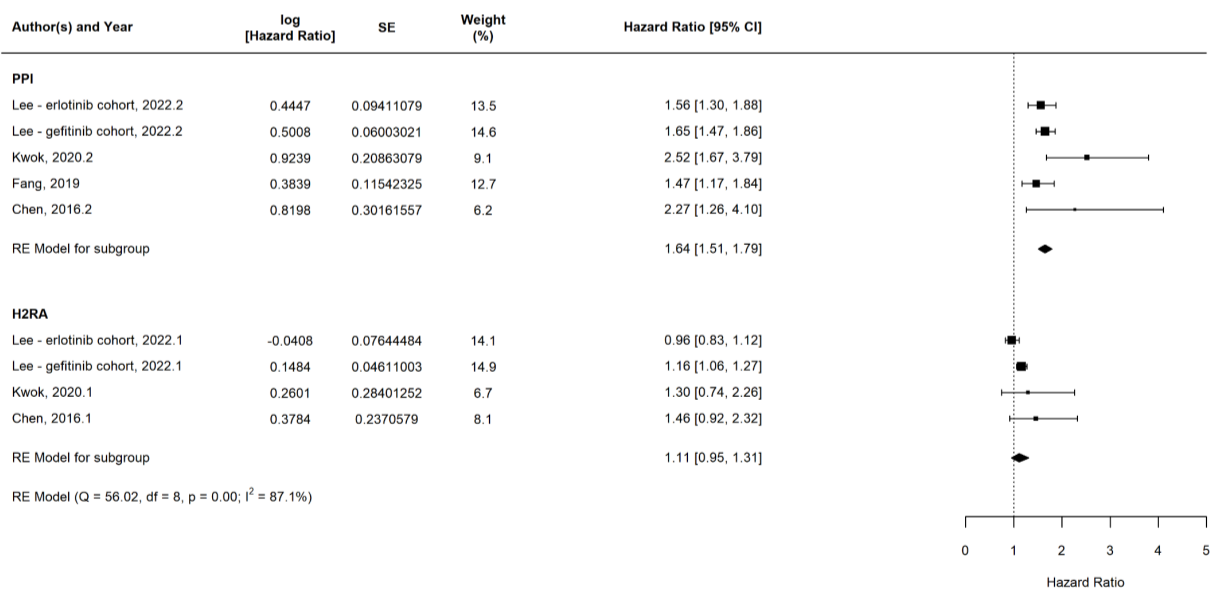 Author(s) and Year log [Hazard Ratio] SE Weight (%) Hazard Ratio [95% CI]
PPI
Lee - erlotinib cohort, 2022.2 0.4447 0.09411079 13.5 1.56 [1.30, 1.88]
Lee - gefitinib cohort, 2022.2 0.5008 0.06003021 14.6 1.65 [1.47, 1.86]
Kwok, 2020.2 0.9239 0.20863079 9.1 2.52 [1.67, 3.79]
Fang, 2019 0.3839 0.11542325 12.7 1.47 [1.17, 1.84]
Chen, 2016.2 0.8198 0.30161557 6.2 2.27 [1.26, 4.10]
RE Model for subgroup 1.64 [1.51, 1.79]
H2RA
Lee - erlotinib cohort, 2022.1 -0.0408 0.07644484 14.1 0.96 [0.83, 1.12]
Lee - gefitinib cohort, 2022.1 0.1484 0.04611003 14.9 1.16 [1.06, 1.27]
Kwok, 2020.1 0.2601 0.28401252 6.7 1.30 [0.74, 2.26]
Chen, 2016.1 0.3784 0.2370579 8.1 1.46 [0.92, 2.32]
RE Model for subgroup 1.11 [0.95, 1.31]
RE Model (Q = 56.02, df = 8, p = 0.00; I² = 87.1%)
0 1 2 3 4 5
Hazard Ratio